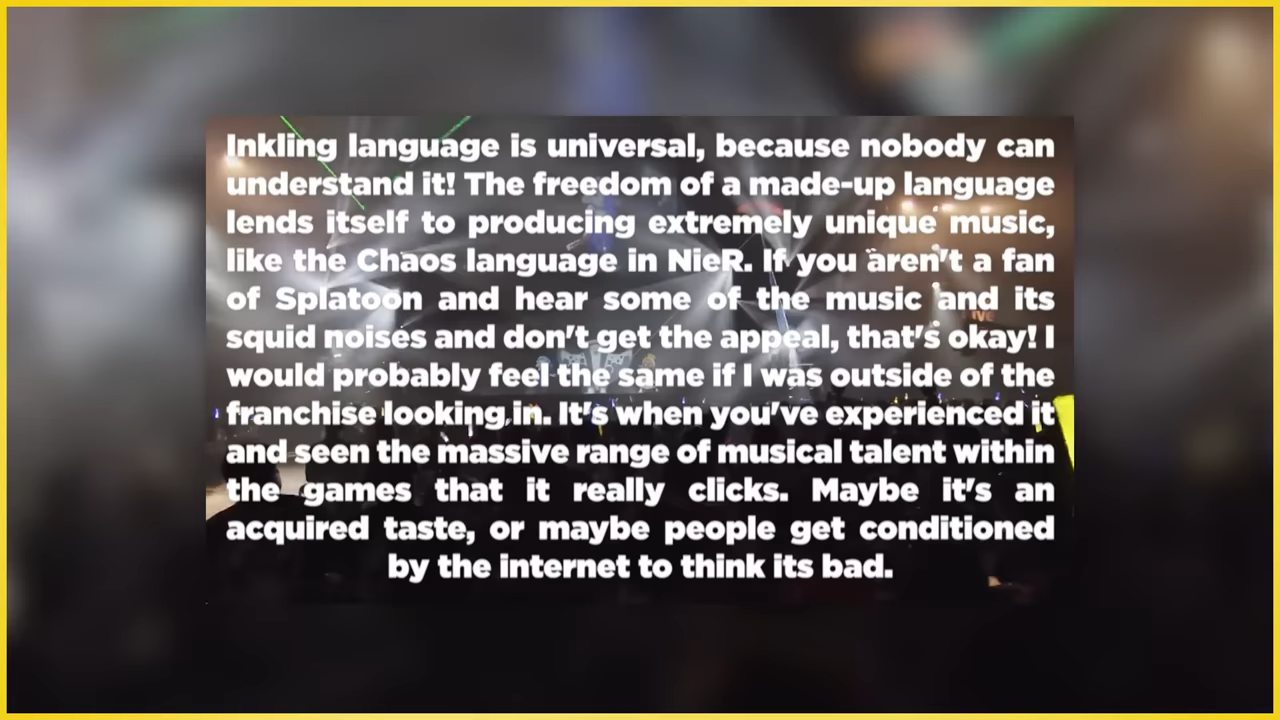 Inkling language is universal, because nobody can
understand it! The freedom of a made-up language
lends itself to producing extremely unique music,
like the Chaos language in NieR. If you aren't a fan
of Splatoon and hear some of the music and its
squid noises and don't get the appeal, that's okay! I
would probably feel the same if I was outside of the
franchise looking in. It's when you've experienced it
and seen the massive range of musical talent within
the games that it really clicks. Maybe it's an
acquired taste, or maybe people get conditioned
by the internet to think its bad.